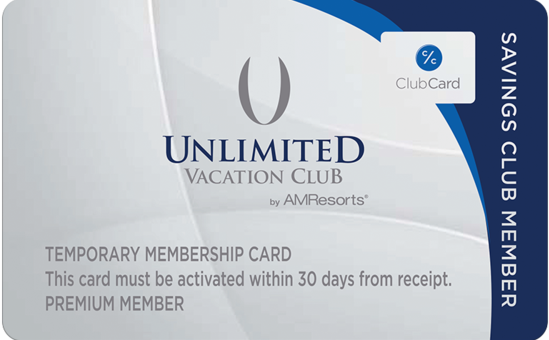 c/c
ClubCard
UNLIMITED
VACATION CLUB
by AMResorts®
TEMPORARY MEMBERSHIP CARD
This card must be activated within 30 days from receipt.
PREMIUM MEMBER
SAVINGS CLUB MEMBER